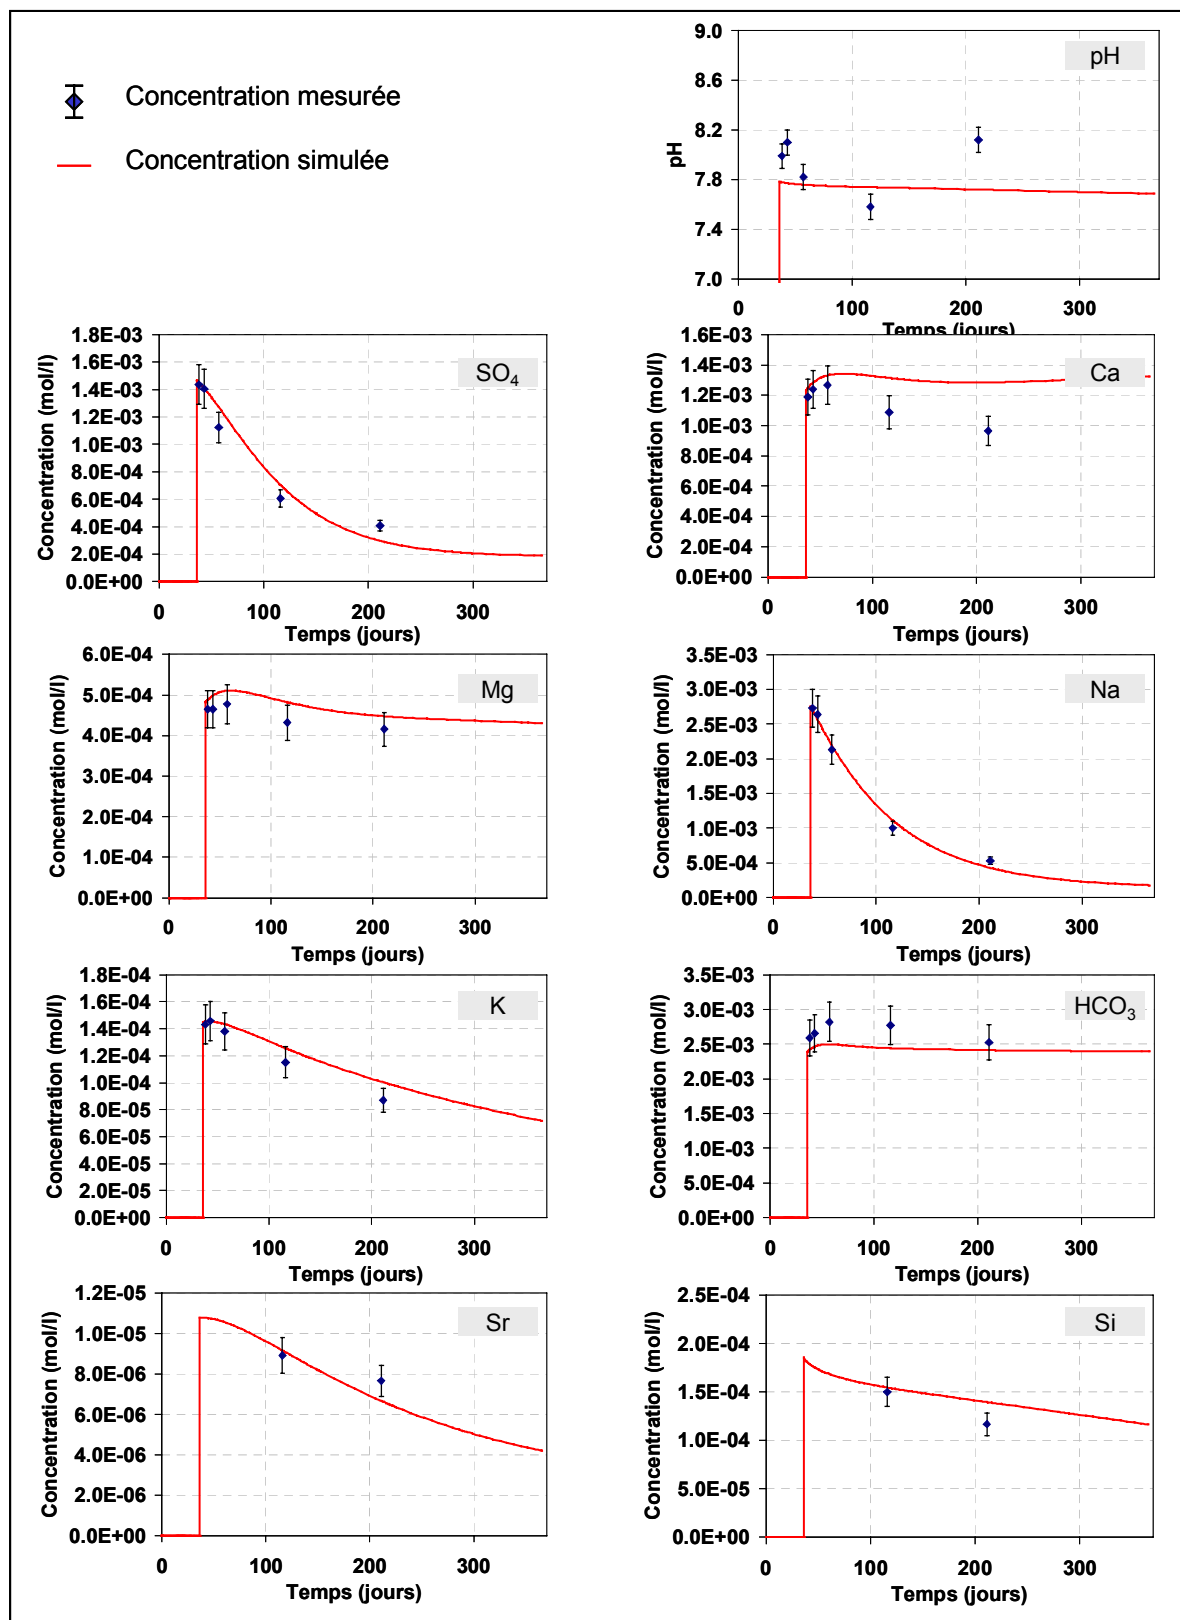 Concentration mesurée
Concentration simulée
pH
pH
9.0
8.6
8.2
7.8
7.4
7.0
0 100 200 300
Temps (jours)
SO4
Concentration (mol/l)
1.8E-03
1.6E-03
1.4E-03
1.2E-03
1.0E-03
8.0E-04
6.0E-04
4.0E-04
2.0E-04
0.0E+00
0 100 200 300
Temps (jours)
Ca
Concentration (mol/l)
1.6E-03
1.4E-03
1.2E-03
1.0E-03
8.0E-04
6.0E-04
4.0E-04
2.0E-04
0.0E+00
0 100 200 300
Temps (jours)
Mg
Concentration (mol/l)
6.0E-04
5.0E-04
4.0E-04
3.0E-04
2.0E-04
1.0E-04
0.0E+00
0 100 200 300
Temps (jours)
Na
Concentration (mol/l)
3.5E-03
3.0E-03
2.5E-03
2.0E-03
1.5E-03
1.0E-03
5.0E-04
0.0E+00
0 100 200 300
Temps (jours)
K
Concentration (mol/l)
1.8E-04
1.6E-04
1.4E-04
1.2E-04
1.0E-04
8.0E-05
6.0E-05
4.0E-05
2.0E-05
0.0E+00
0 100 200 300
Temps (jours)
HCO3
Concentration (mol/l)
3.5E-03
3.0E-03
2.5E-03
2.0E-03
1.5E-03
1.0E-03
5.0E-04
0.0E+00
0 100 200 300
Temps (jours)
Sr
Concentration (mol/l)
1.2E-05
1.0E-05
8.0E-06
6.0E-06
4.0E-06
2.0E-06
0.0E+00
0 100 200 300
Temps (jours)
Si
Concentration (mol/l)
2.5E-04
2.0E-04
1.5E-04
1.0E-04
5.0E-05
0.0E+00
0 100 200 300
Temps (jours)